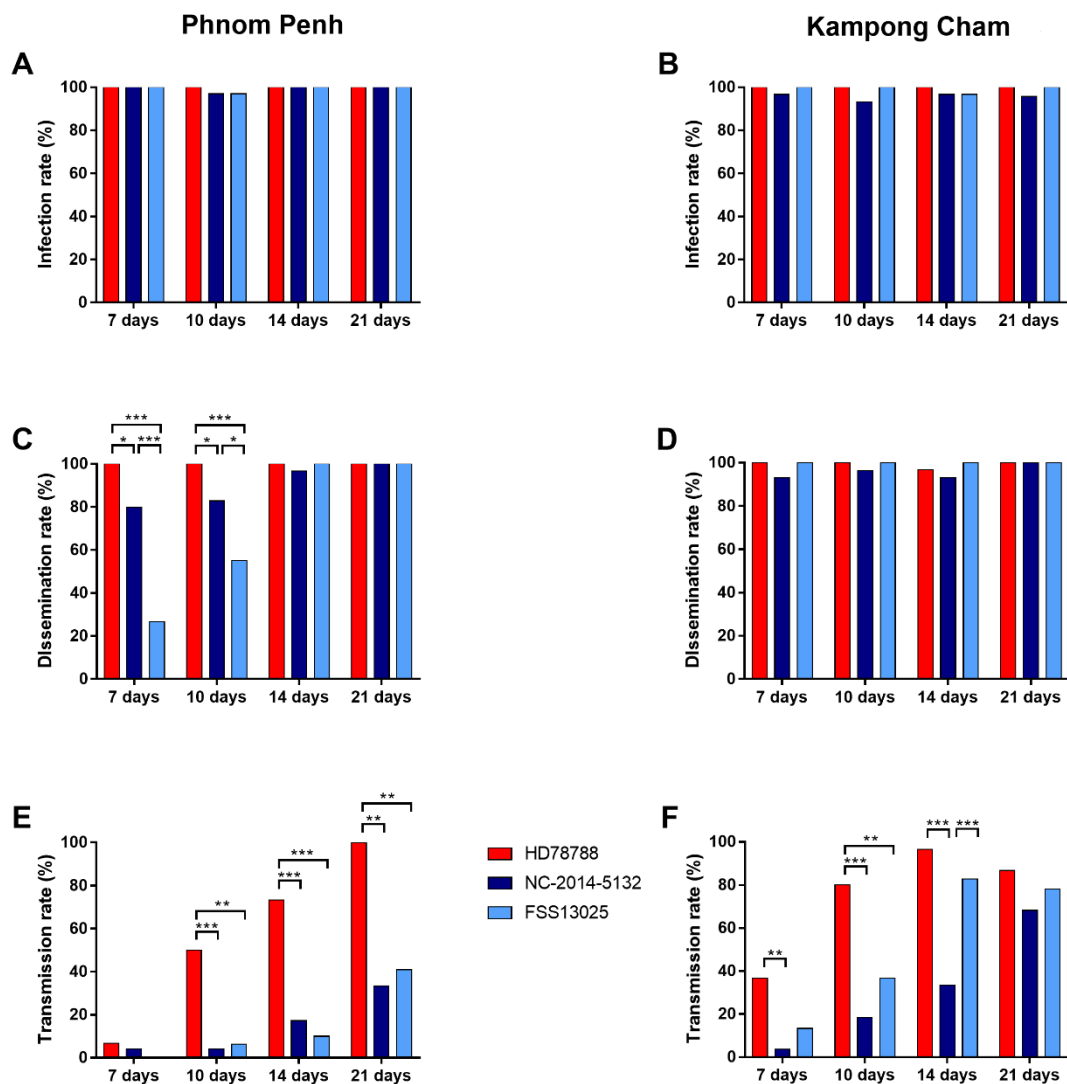 Phnom Penh
Kampong Cham
A
Infection rate (%)
100
80
60
40
20
0
7 days 10 days 14 days 21 days
B
Infection rate (%)
100
80
60
40
20
0
7 days 10 days 14 days 21 days
C
*** ***
* *** * *
DIssemination rate (%)
100
80
60
40
20
0
7 days 10 days 14 days 21 days
D
DIssemination rate (%)
100
80
60
40
20
0
7 days 10 days 14 days 21 days
E
**
**
***
***
**
***
Transmission rate (%)
100
80
60
40
20
0
7 days 10 days 14 days 21 days
HD78788
NC-2014-5132
FSS13025
F
*** ***
**
***
**
Transmission rate (%)
100
80
60
40
20
0
7 days 10 days 14 days 21 days